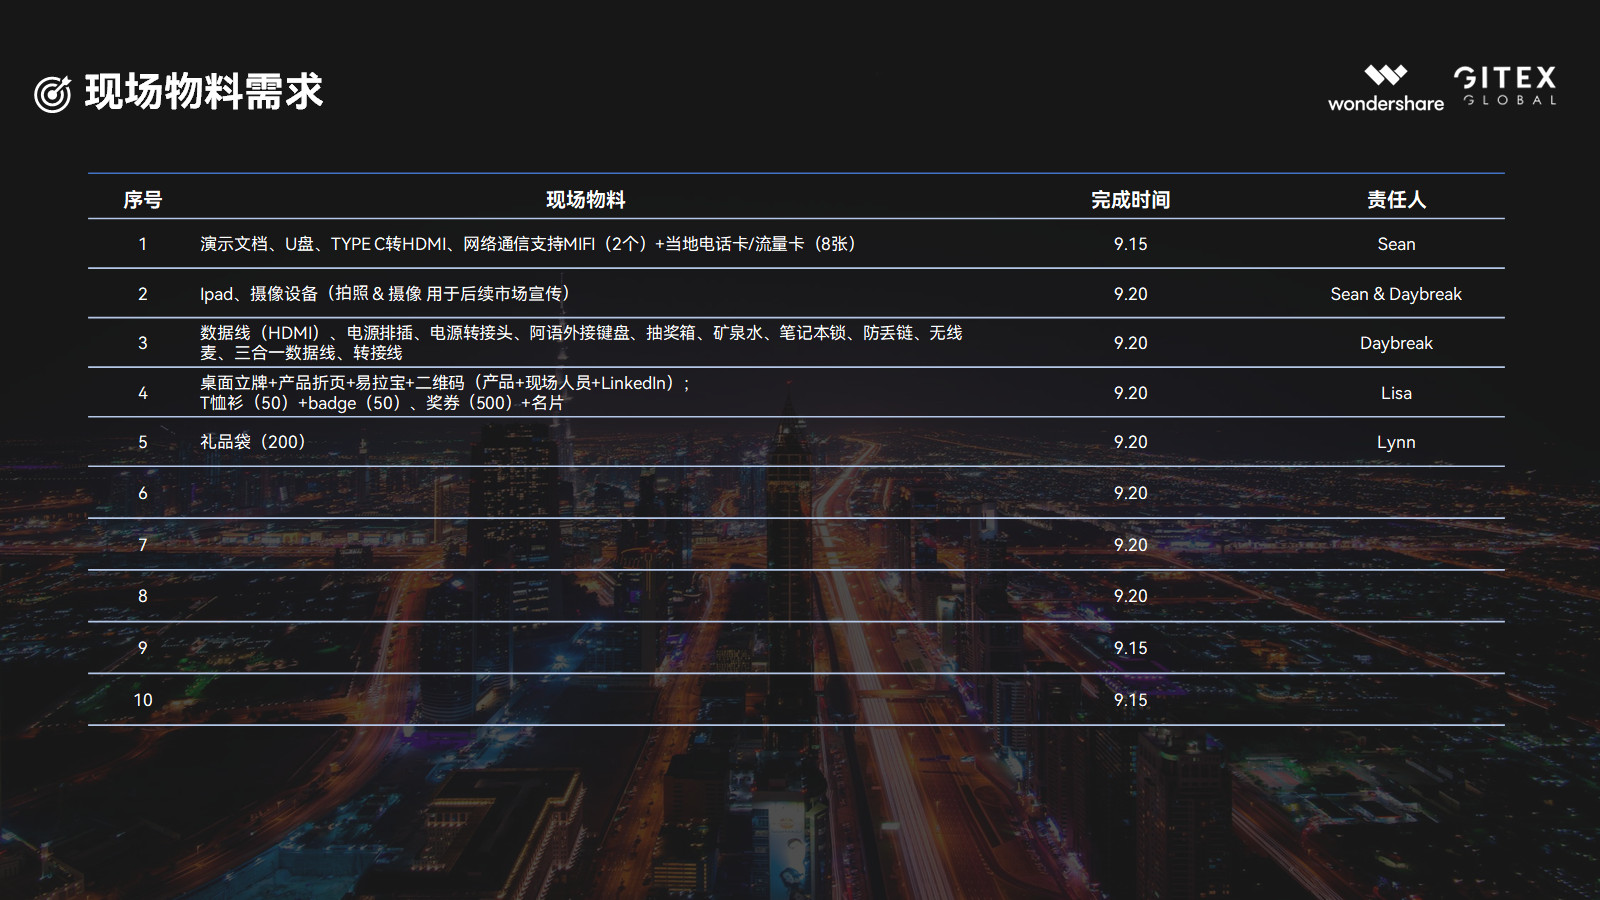 现场物料需求
wondershare
GITEX
GLOBAL
序号 现场物料 完成时间 责任人
1 演示文档、U盘、TYPE C转HDMI、网络通信支持MIFI（2个）+当地电话卡/流量卡（8张） 9.15 Sean
2 Ipad、摄像设备（拍照 & 摄像 用于后续市场宣传） 9.20 Sean & Daybreak
3 数据线（HDMI）、电源排插、电源转接头、阿语外接键盘、抽奖箱、矿泉水、笔记本锁、防丢链、无线
麦、三合一数据线、转接线 9.20 Daybreak
4 桌面立牌+产品折页+易拉宝+二维码（产品+现场人员+LinkedIn）；
T恤衫（50）+badge（50）、奖券（500）+名片 9.20 Lisa
5 礼品袋（200） 9.20 Lynn
6 9.20
7 9.20
8 9.20
9 9.15
10 9.15